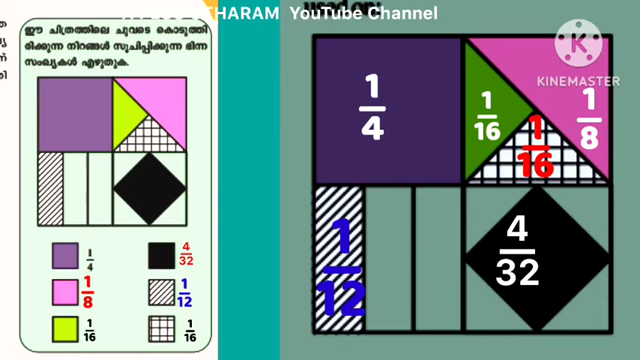 THARAM YouTube Channel
ഈ ചിത്രത്തിലെ ചുവടെ കൊടുത്തി
രിക്കുന്ന നിറങ്ങൾ സൂചിപ്പിക്കുന്ന ഭിന്ന
സംഖ്യകൾ എഴുതുക.
KINEMASTER
1/4
1/16
1/8
1/16
1/12
4/32
1/4
4/32
1/8
1/12
1/16
1/16